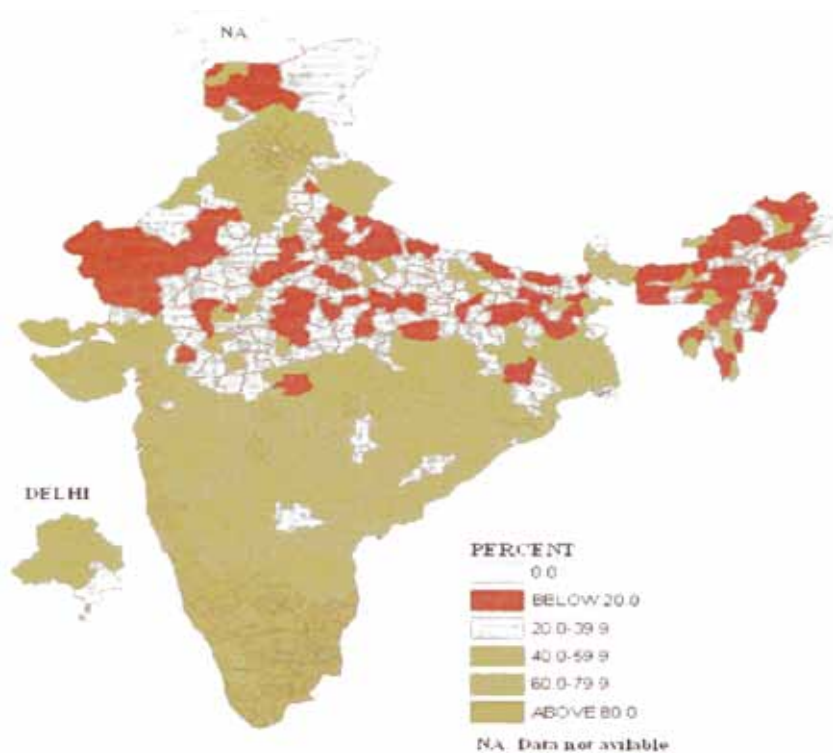 NA
DELHI
PERCENT
0.0
BELOW 20.0
20.0-39.9
40.0-59.9
60.0-79.9
ABOVE 80.0
NA Data not avilable